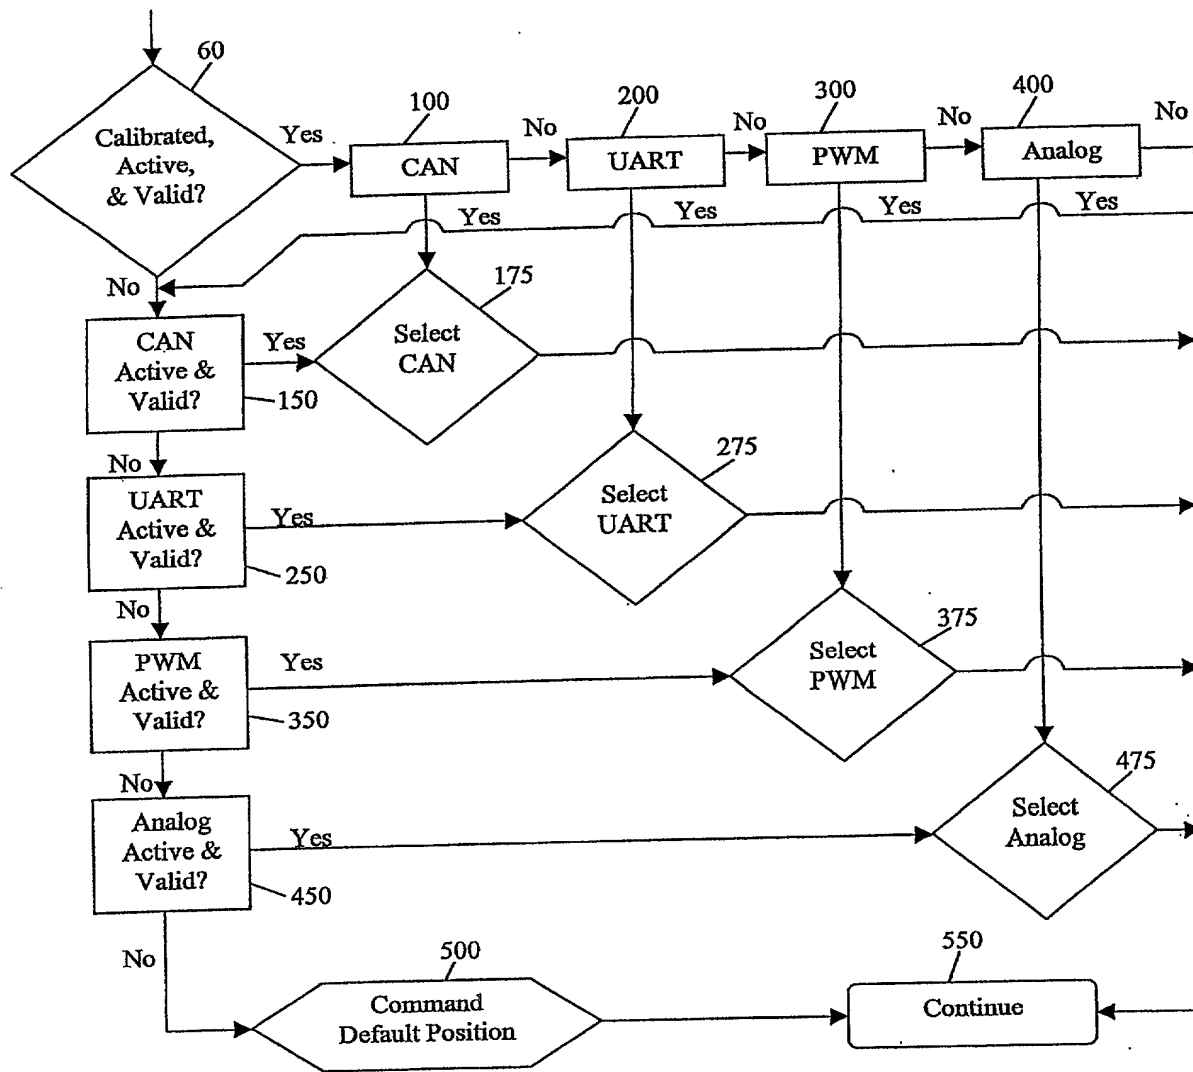 60
100
200
300
400
No
No
No
No
Yes
Calibrated,
Active,
& Valid?
CAN
UART
PWM
Analog
Yes
Yes
Yes
Yes
No
175
CAN
Active &
Valid?
150
Yes
Select
CAN
No
275
UART
Active &
Valid?
250
Yes
Select
UART
No
375
PWM
Active &
Valid?
350
Yes
Select
PWM
No
475
Analog
Active &
Valid?
450
Yes
Select
Analog
No
500
Command
Default Position
550
Continue